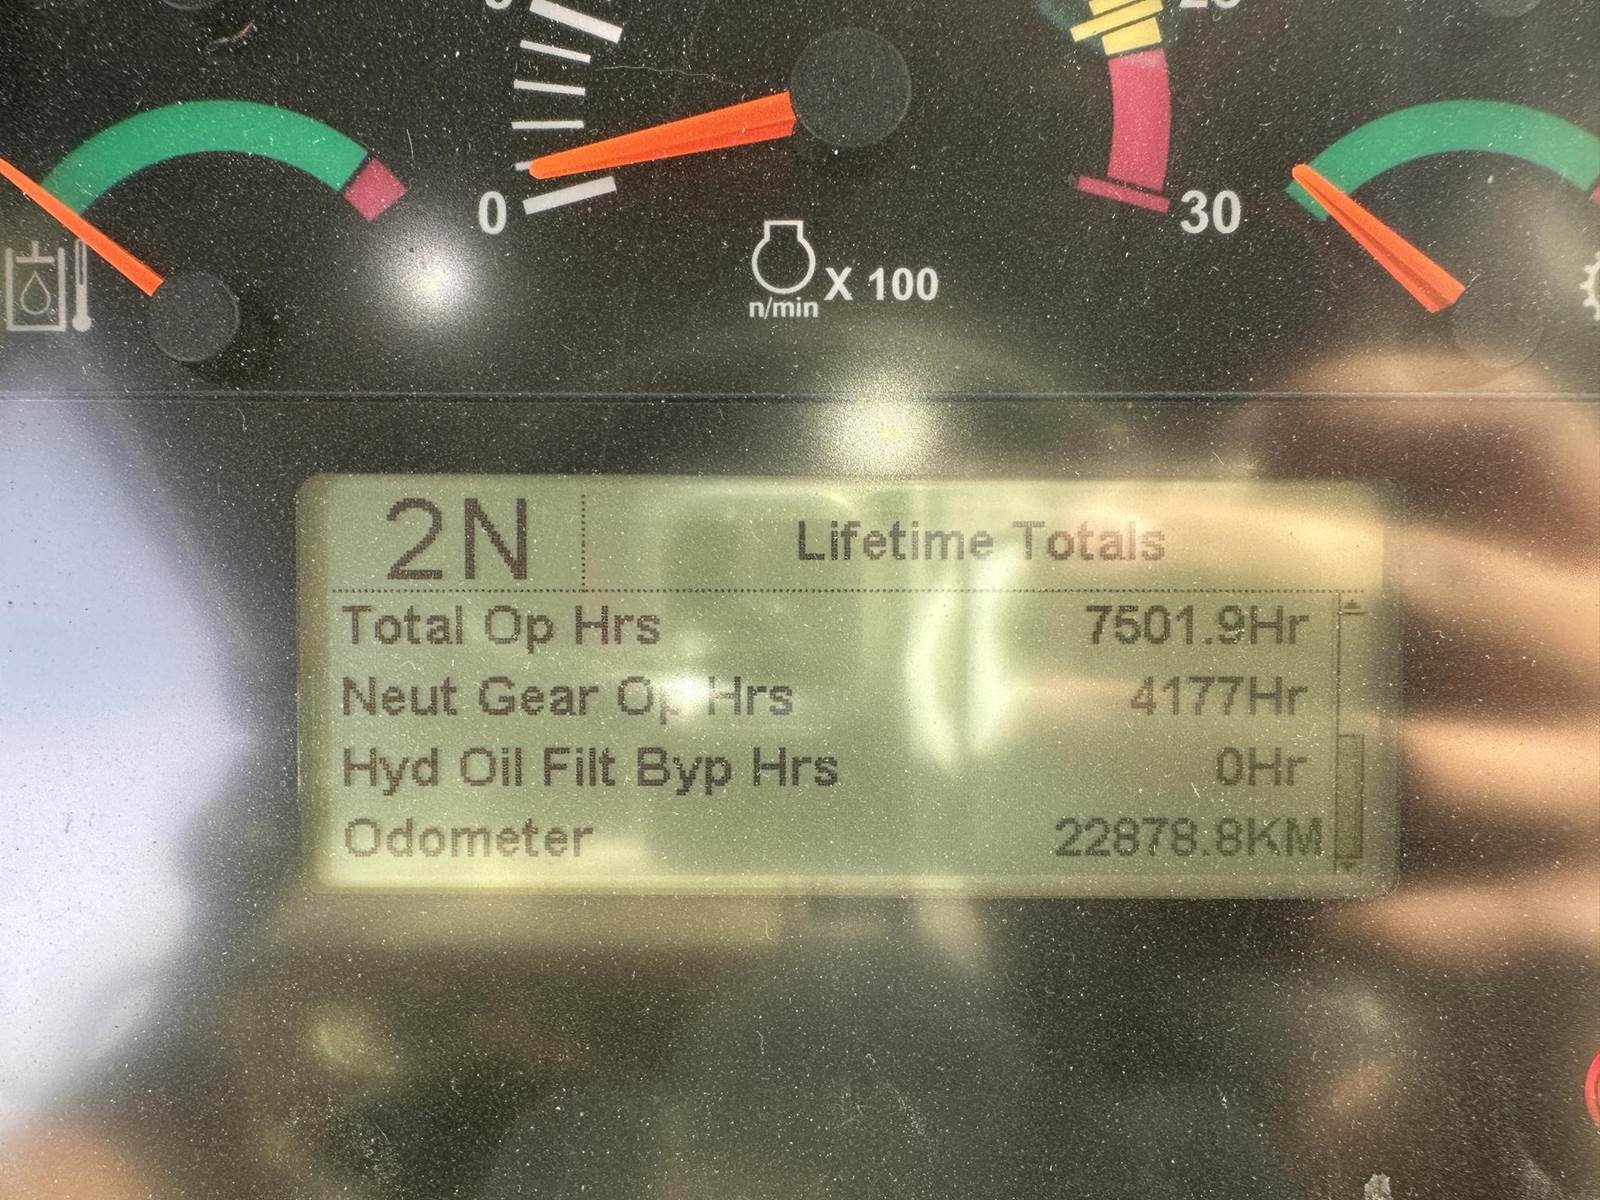 0
30
X 100
n/min
2N
Lifetime Totals
Total Op Hrs 7501.9Hr
Neut Gear Op Hrs 4177Hr
Hyd Oil Filt Byp Hrs 0Hr
Odometer 22878.8KM